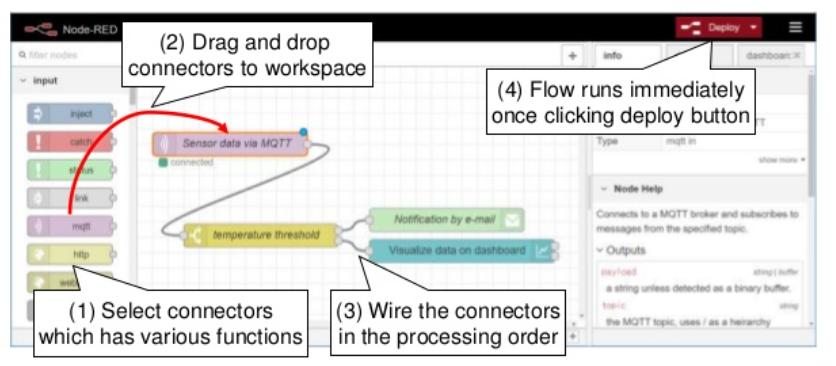 Node-RED
Deploy
(2) Drag and drop
connectors to workspace
filter nodes
info
dashboard
(4) Flow runs immediately
once clicking deploy button
input
inject
catch
status
link
mqtt
http
Sensor data via MQTT
connected
temperature threshold
Notification by e-mail
Visualize data on dashboard
Type mqtt in
show more
Node Help
Connects to a MQTT broker and subscribes to
messages from the specified topic.
Outputs
payload string | buffer
a string unless detected as a binary buffer.
topic string
the MQTT topic, uses / as a heirarchy
(1) Select connectors
which has various functions
(3) Wire the connectors
in the processing order